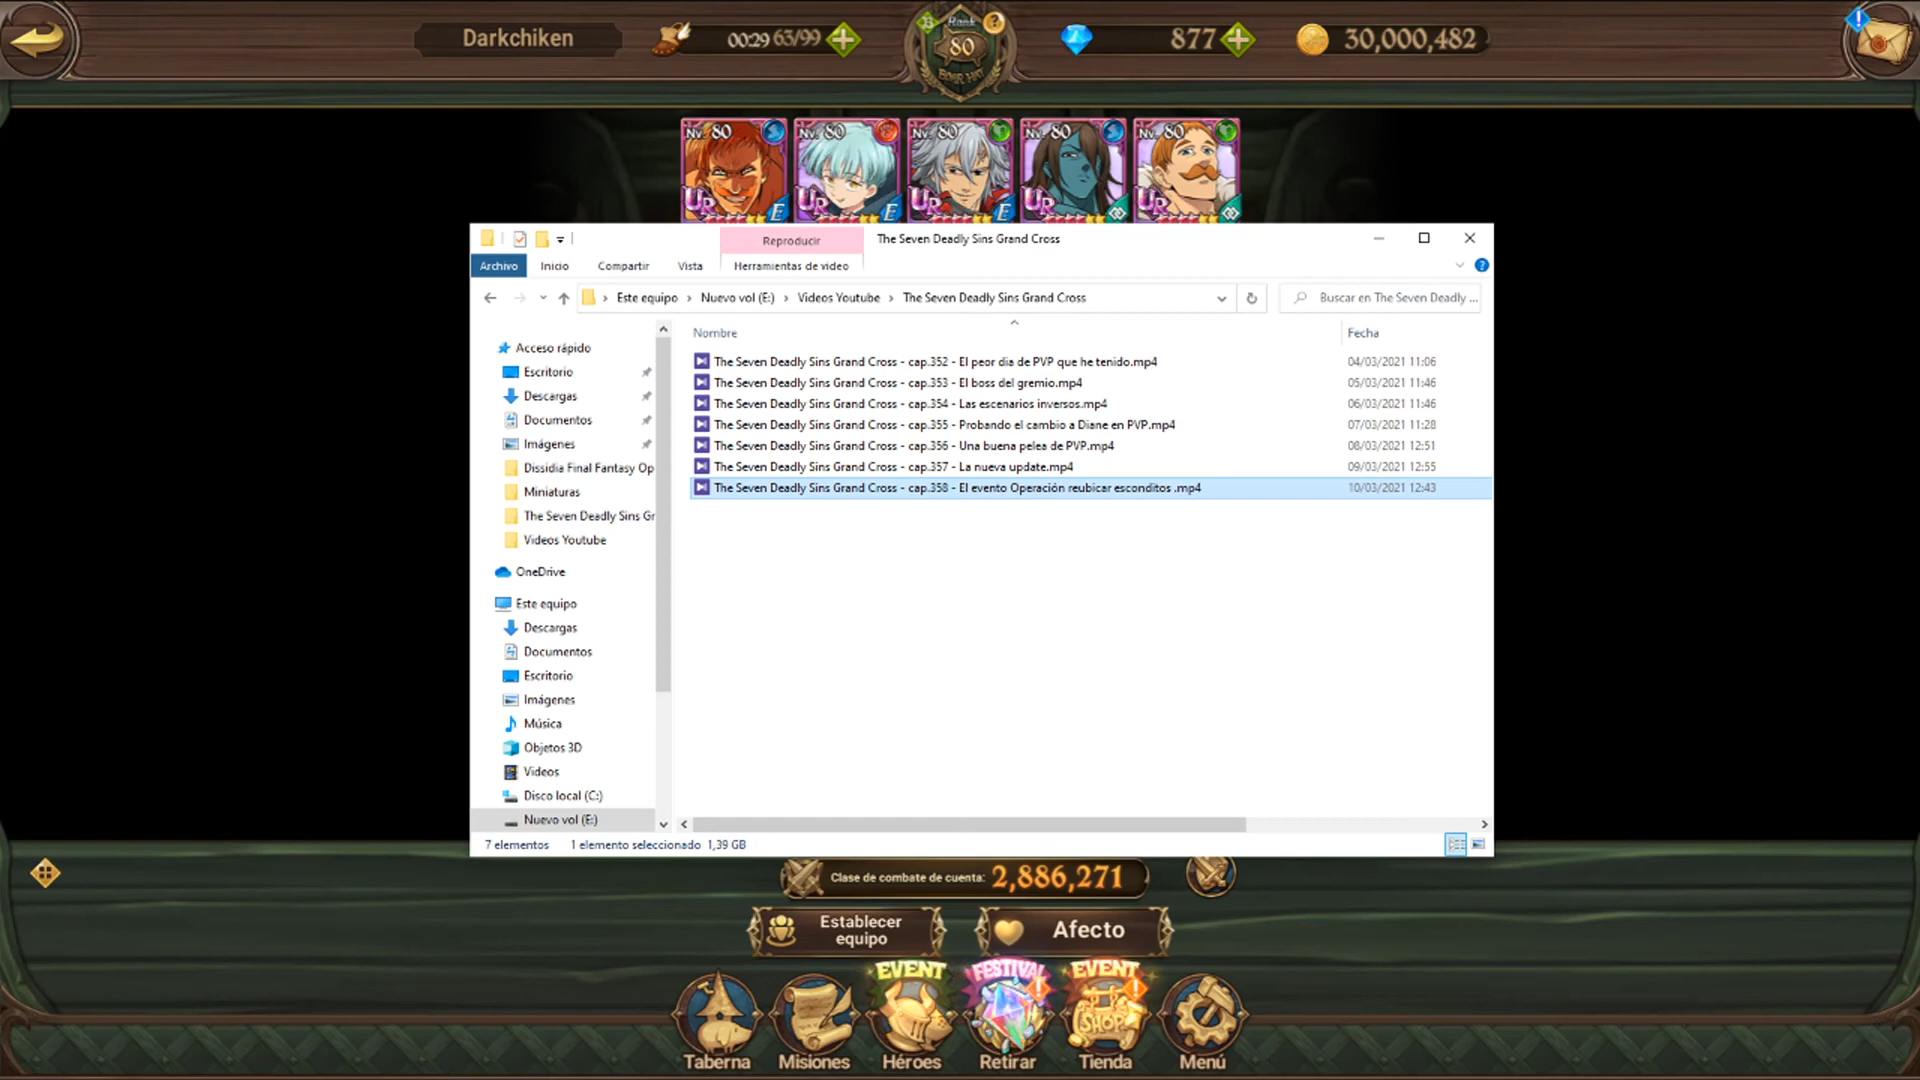 Darkchiken
00:29 63/99
Rank
80
BOAR HAT
877
30,000,482
Nv. 80
Nv. 80
Nv. 80
Nv. 80
Nv. 80
UR
E
UR
E
UR
E
UR
UR
Reproducir
The Seven Deadly Sins Grand Cross
Archivo
Inicio
Compartir
Vista
Herramientas de video
Este equipo > Nuevo vol (E:) > Videos Youtube > The Seven Deadly Sins Grand Cross
Buscar en The Seven Deadly ...
Nombre
Fecha
The Seven Deadly Sins Grand Cross - cap.352 - El peor dia de PVP que he tenido.mp4 04/03/2021 11:06
The Seven Deadly Sins Grand Cross - cap.353 - El boss del gremio.mp4 05/03/2021 11:46
The Seven Deadly Sins Grand Cross - cap.354 - Las escenarios inversos.mp4 06/03/2021 11:46
The Seven Deadly Sins Grand Cross - cap.355 - Probando el cambio a Diane en PVP.mp4 07/03/2021 11:28
The Seven Deadly Sins Grand Cross - cap.356 - Una buena pelea de PVP.mp4 08/03/2021 12:51
The Seven Deadly Sins Grand Cross - cap.357 - La nueva update.mp4 09/03/2021 12:55
The Seven Deadly Sins Grand Cross - cap.358 - El evento Operación reubicar esconditos .mp4 10/03/2021 12:43
Acceso rápido
Escritorio
Descargas
Documentos
Imágenes
Dissidia Final Fantasy Op
Miniaturas
The Seven Deadly Sins Gr
Videos Youtube
OneDrive
Este equipo
Descargas
Documentos
Escritorio
Imágenes
Música
Objetos 3D
Videos
Disco local (C:)
Nuevo vol (E:)
7 elementos
1 elemento seleccionado 1,39 GB
Clase de combate de cuenta: 2,886,271
Establecer
equipo
Afecto
EVENT
FESTIVAL
EVENT
SHOP
Taberna
Misiones
Héroes
Retirar
Tienda
Menú